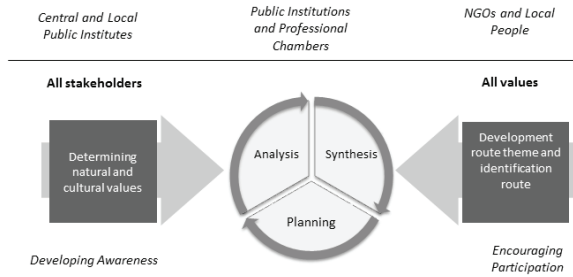 Central and Local
Public Institutes
Public Institutions
and Professional
Chambers
NGOs and Local
People
All stakeholders
All values
Determining
natural and
cultural values
Analysis
Synthesis
Planning
Development
route theme and
identification
route
Developing Awareness
Encouraging
Participation